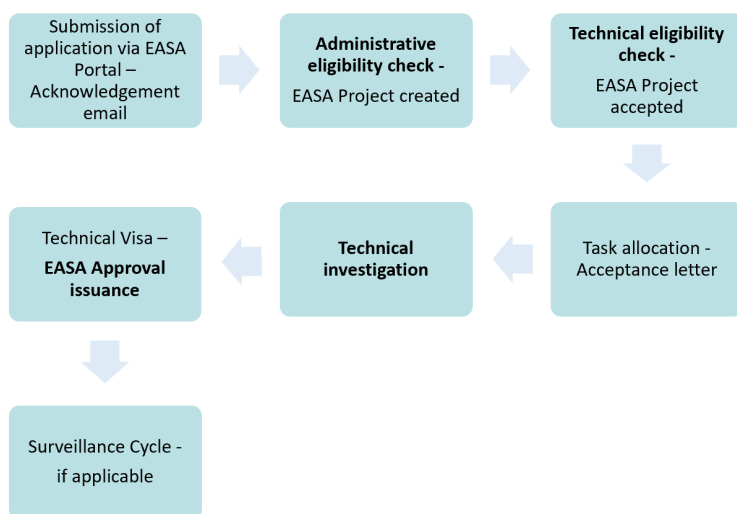 Submission of
application via EASA
Portal –
Acknowledgement
email
Administrative
eligibility check -
EASA Project created
Technical eligibility
check -
EASA Project
accepted
Task allocation -
Acceptance letter
Technical
investigation
Technical Visa –
EASA Approval
issuance
Surveillance Cycle -
if applicable